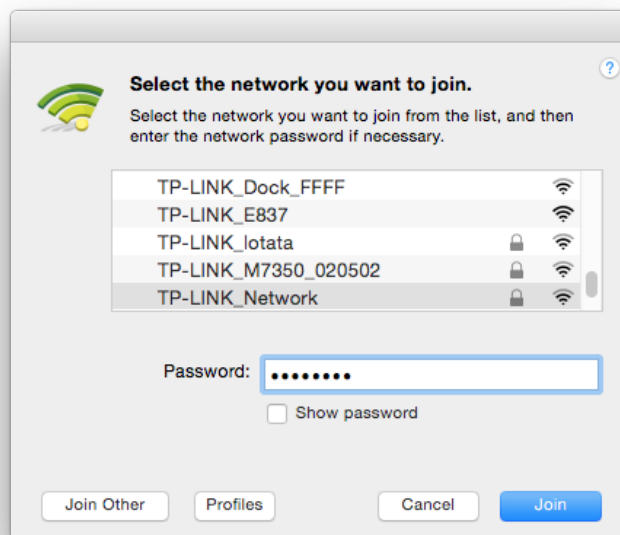 ?
Select the network you want to join.
Select the network you want to join from the list, and then
enter the network password if necessary.
TP-LINK_Dock_FFFF
TP-LINK_E837
TP-LINK_lotata
TP-LINK_M7350_020502
TP-LINK_Network
Password: ••••••••
Show password
Join Other Profiles Cancel Join